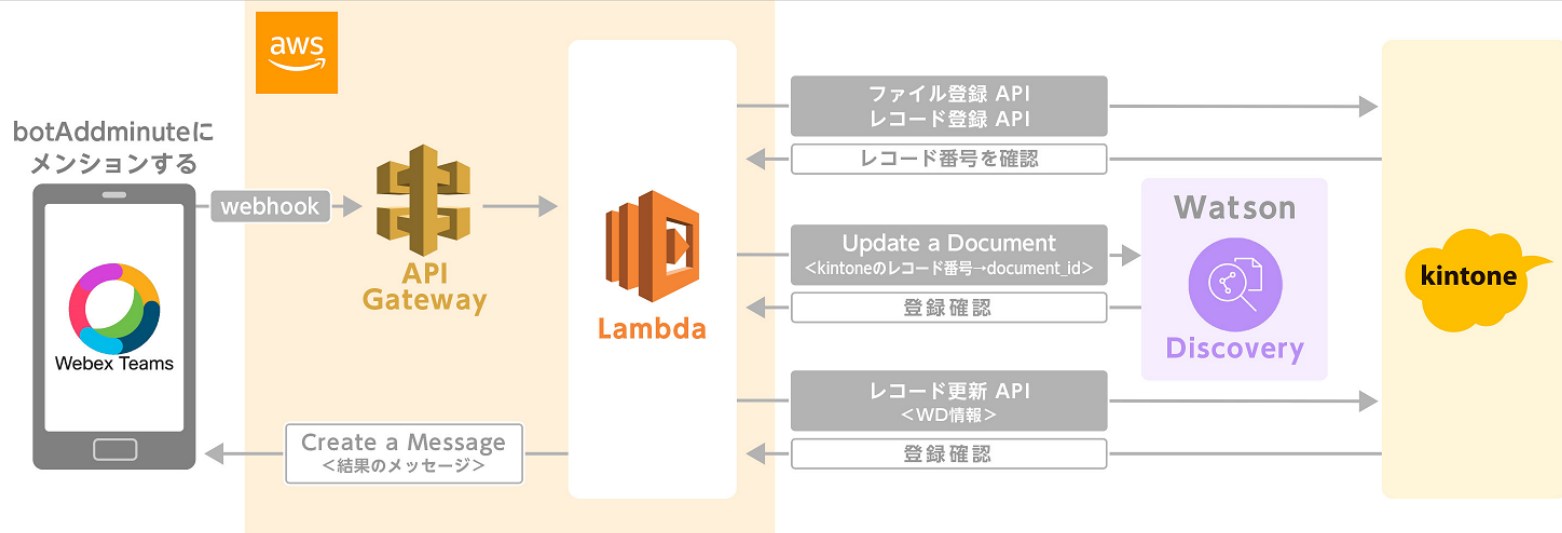 aws
botAddminuteに
メンションする
webhook
Webex Teams
API
Gateway
Lambda
Create a Message
<結果のメッセージ>
ファイル登録 API
レコード登録 API
レコード番号を確認
Update a Document
<kintoneのレコード番号→document_id>
登録確認
Watson
Discovery
レコード更新 API
<WD情報>
登録確認
kintone